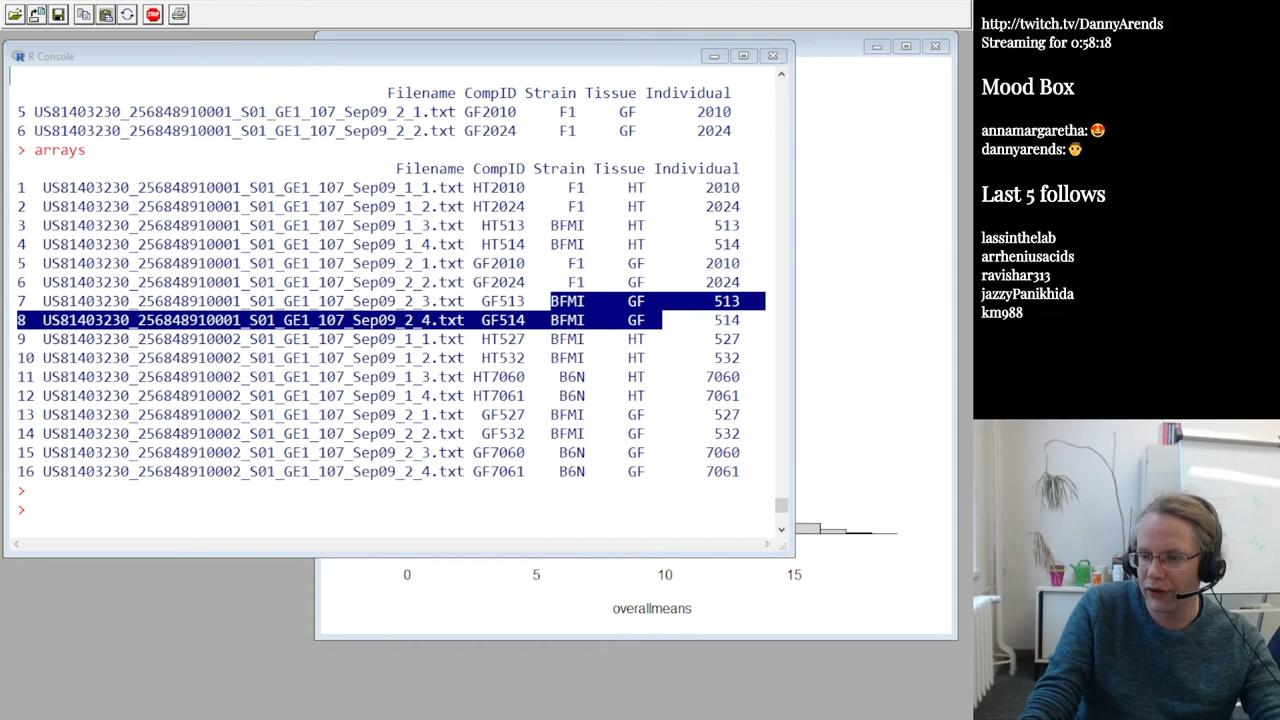 R Console
Filename CompID Strain Tissue Individual
5 US81403230_256848910001_S01_GE1_107_Sep09_2_1.txt GF2010 F1 GF 2010
6 US81403230_256848910001_S01_GE1_107_Sep09_2_2.txt GF2024 F1 GF 2024
> arrays
Filename CompID Strain Tissue Individual
1 US81403230_256848910001_S01_GE1_107_Sep09_1_1.txt HT2010 F1 HT 2010
2 US81403230_256848910001_S01_GE1_107_Sep09_1_2.txt HT2024 F1 HT 2024
3 US81403230_256848910001_S01_GE1_107_Sep09_1_3.txt HT513 BFMI HT 513
4 US81403230_256848910001_S01_GE1_107_Sep09_1_4.txt HT514 BFMI HT 514
5 US81403230_256848910001_S01_GE1_107_Sep09_2_1.txt GF2010 F1 GF 2010
6 US81403230_256848910001_S01_GE1_107_Sep09_2_2.txt GF2024 F1 GF 2024
7 US81403230_256848910001_S01_GE1_107_Sep09_2_3.txt GF513 BFMI GF 513
8 US81403230_256848910001_S01_GE1_107_Sep09_2_4.txt GF514 BFMI GF 514
9 US81403230_256848910002_S01_GE1_107_Sep09_1_1.txt HT527 BFMI HT 527
10 US81403230_256848910002_S01_GE1_107_Sep09_1_2.txt HT532 BFMI HT 532
11 US81403230_256848910002_S01_GE1_107_Sep09_1_3.txt HT7060 B6N HT 7060
12 US81403230_256848910002_S01_GE1_107_Sep09_1_4.txt HT7061 B6N HT 7061
13 US81403230_256848910002_S01_GE1_107_Sep09_2_1.txt GF527 BFMI GF 527
14 US81403230_256848910002_S01_GE1_107_Sep09_2_2.txt GF532 BFMI GF 532
15 US81403230_256848910002_S01_GE1_107_Sep09_2_3.txt GF7060 B6N GF 7060
16 US81403230_256848910002_S01_GE1_107_Sep09_2_4.txt GF7061 B6N GF 7061
>
>
0 5 10 15
overallmeans
http://twitch.tv/DannyArends
Streaming for 0:58:18
Mood Box
annamargaretha: 😍
dannyarends: 👨
Last 5 follows
lassinthelab
arrheniusacids
ravishar313
jazzyPanikhida
km988
STOP